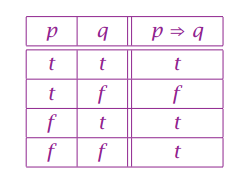 p q p ⇒ q
t t t
t f f
f t t
f f t